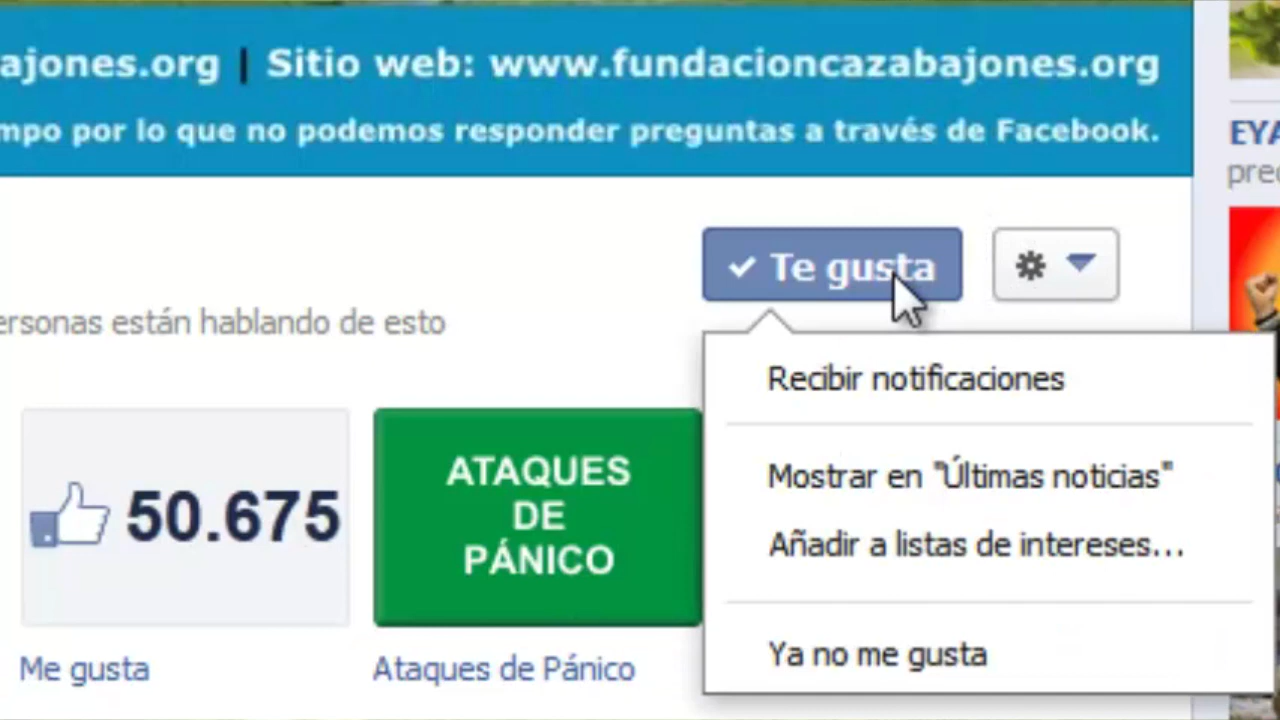 ajones.org | Sitio web: www.fundacioncazabajones.org
mpo por lo que no podemos responder preguntas a través de Facebook.
EYA
prec
Te gusta
ersonas están hablando de esto
Recibir notificaciones
Mostrar en "Últimas noticias"
Añadir a listas de intereses...
Ya no me gusta
50.675
ATAQUES
DE
PÁNICO
Me gusta
Ataques de Pánico